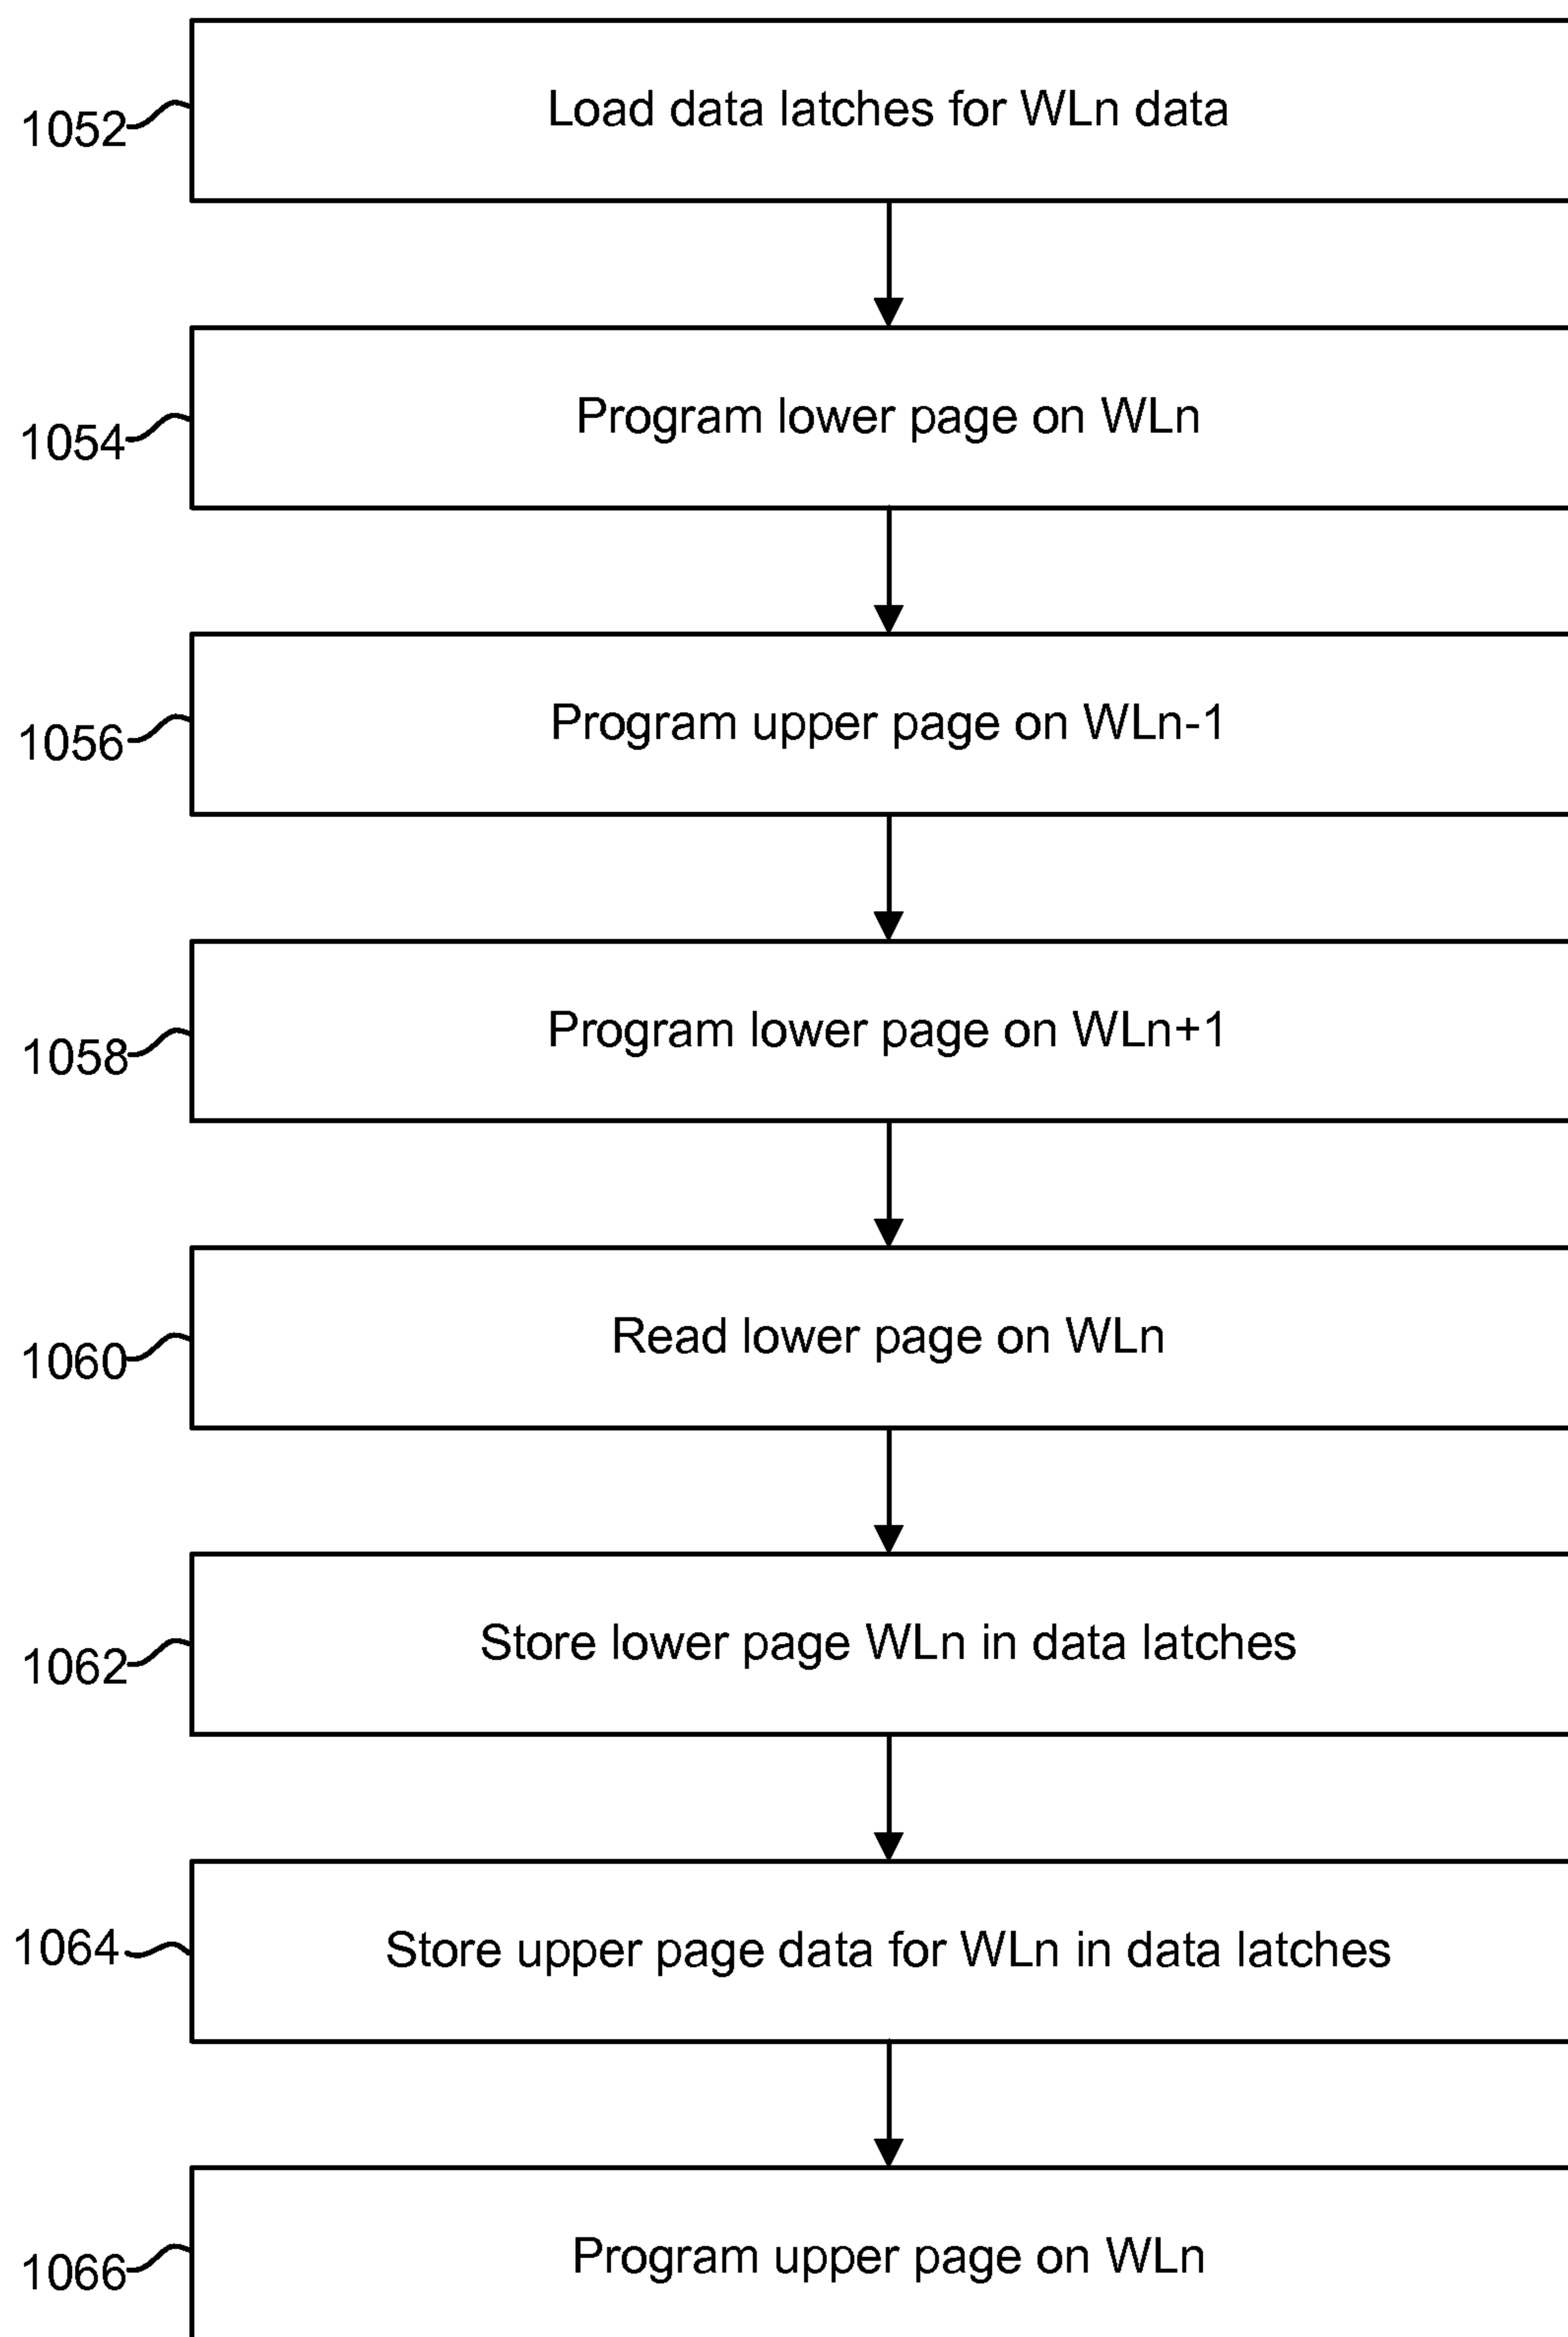 1052
Load data latches for WLn data
1054
Program lower page on WLn
1056
Program upper page on WLn-1
1058
Program lower page on WLn+1
1060
Read lower page on WLn
1062
Store lower page WLn in data latches
1064
Store upper page data for WLn in data latches
1066
Program upper page on WLn